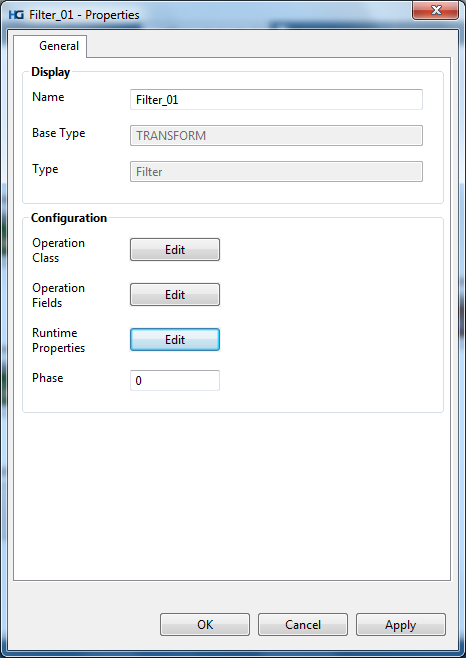 HG Filter_01 - Properties
General
Display
Name Filter_01
Base Type TRANSFORM
Type Filter
Configuration
Operation
Class Edit
Operation
Fields Edit
Runtime
Properties Edit
Phase 0
OK Cancel Apply